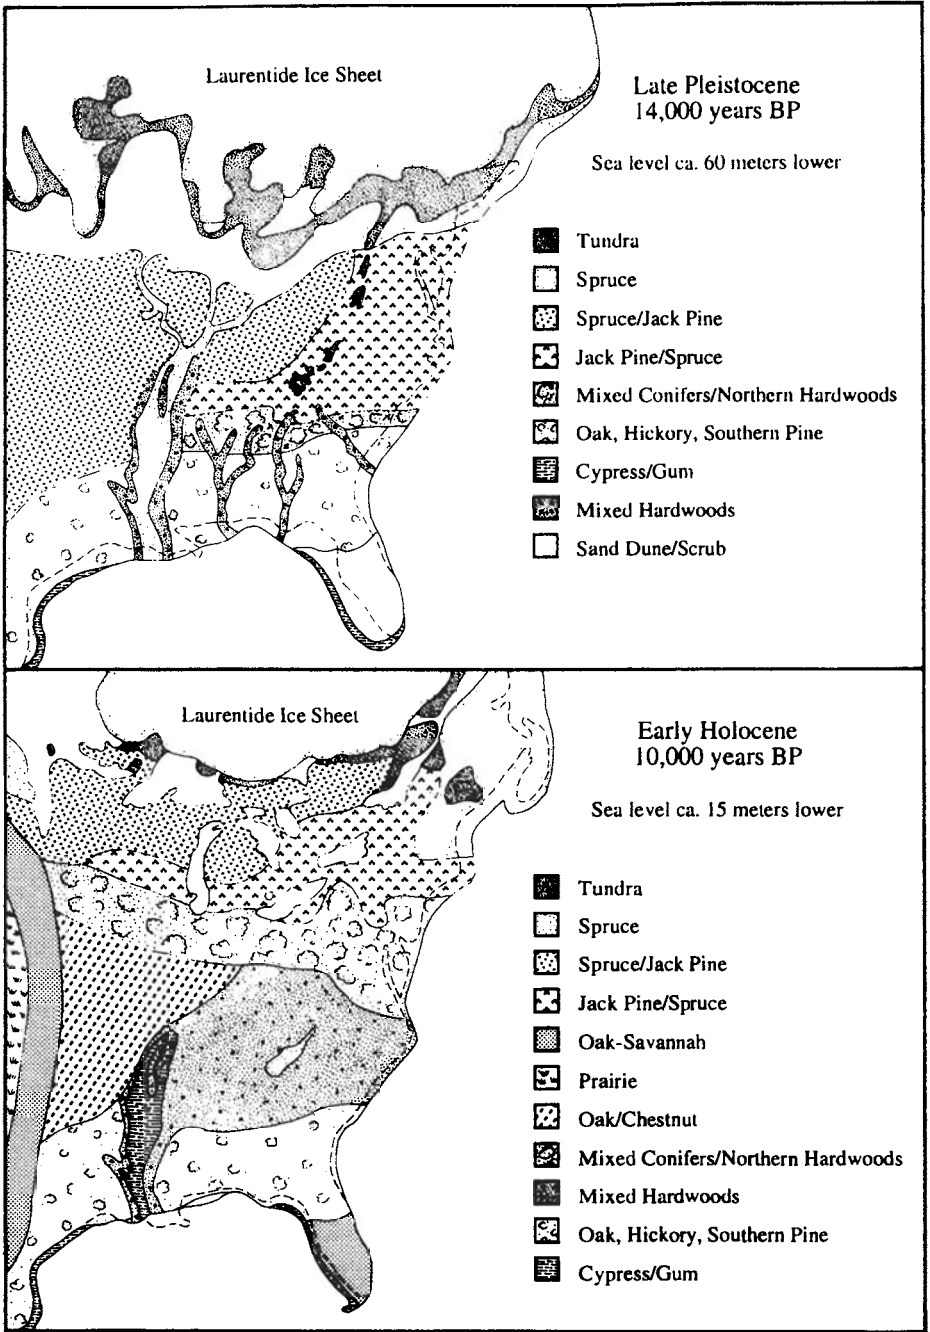 Laurentide Ice Sheet
Late Pleistocene
14,000 years BP
Sea level ca. 60 meters lower
Tundra
Spruce
Spruce/Jack Pine
Jack Pine/Spruce
Mixed Conifers/Northern Hardwoods
Oak, Hickory, Southern Pine
Cypress/Gum
Mixed Hardwoods
Sand Dune/Scrub
Laurentide Ice Sheet
Early Holocene
10,000 years BP
Sea level ca. 15 meters lower
Tundra
Spruce
Spruce/Jack Pine
Jack Pine/Spruce
Oak-Savannah
Prairie
Oak/Chestnut
Mixed Conifers/Northern Hardwoods
Mixed Hardwoods
Oak, Hickory, Southern Pine
Cypress/Gum